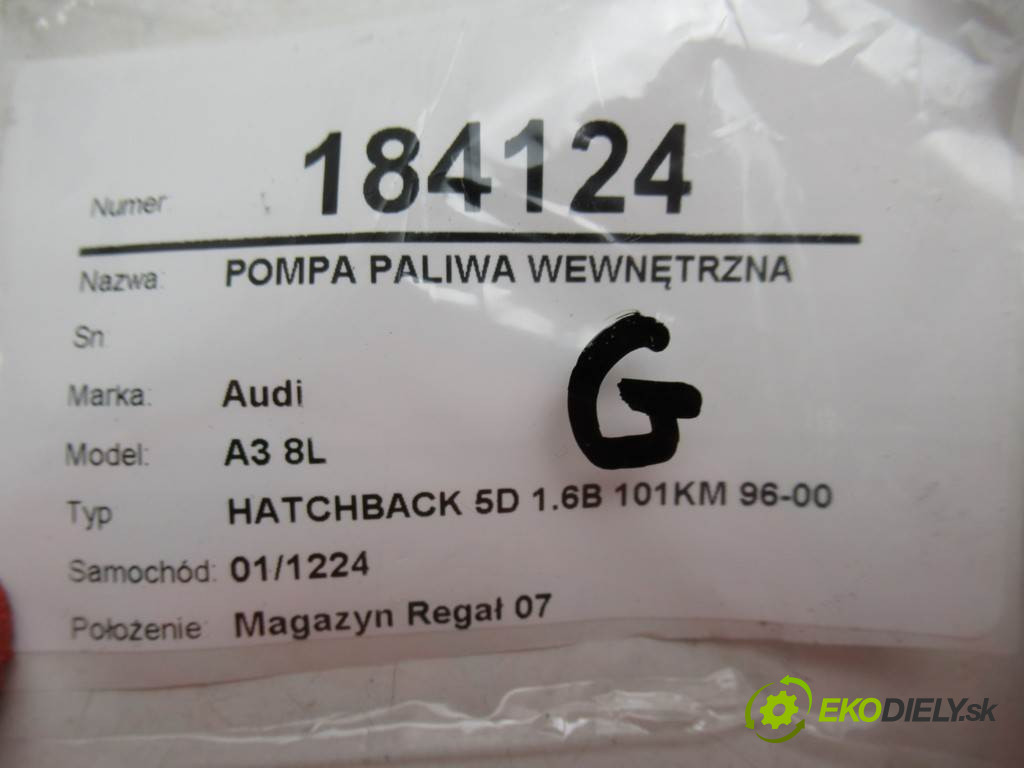 Numer: 184124
Nazwa: POMPA PALIWA WEWNĘTRZNA
Sn
G
Marka: Audi
Model: A3 8L
Typ HATCHBACK 5D 1.6B 101KM 96-00
Samochód: 01/1224
Położenie: Magazyn Regał 07
EKODIELY.sk